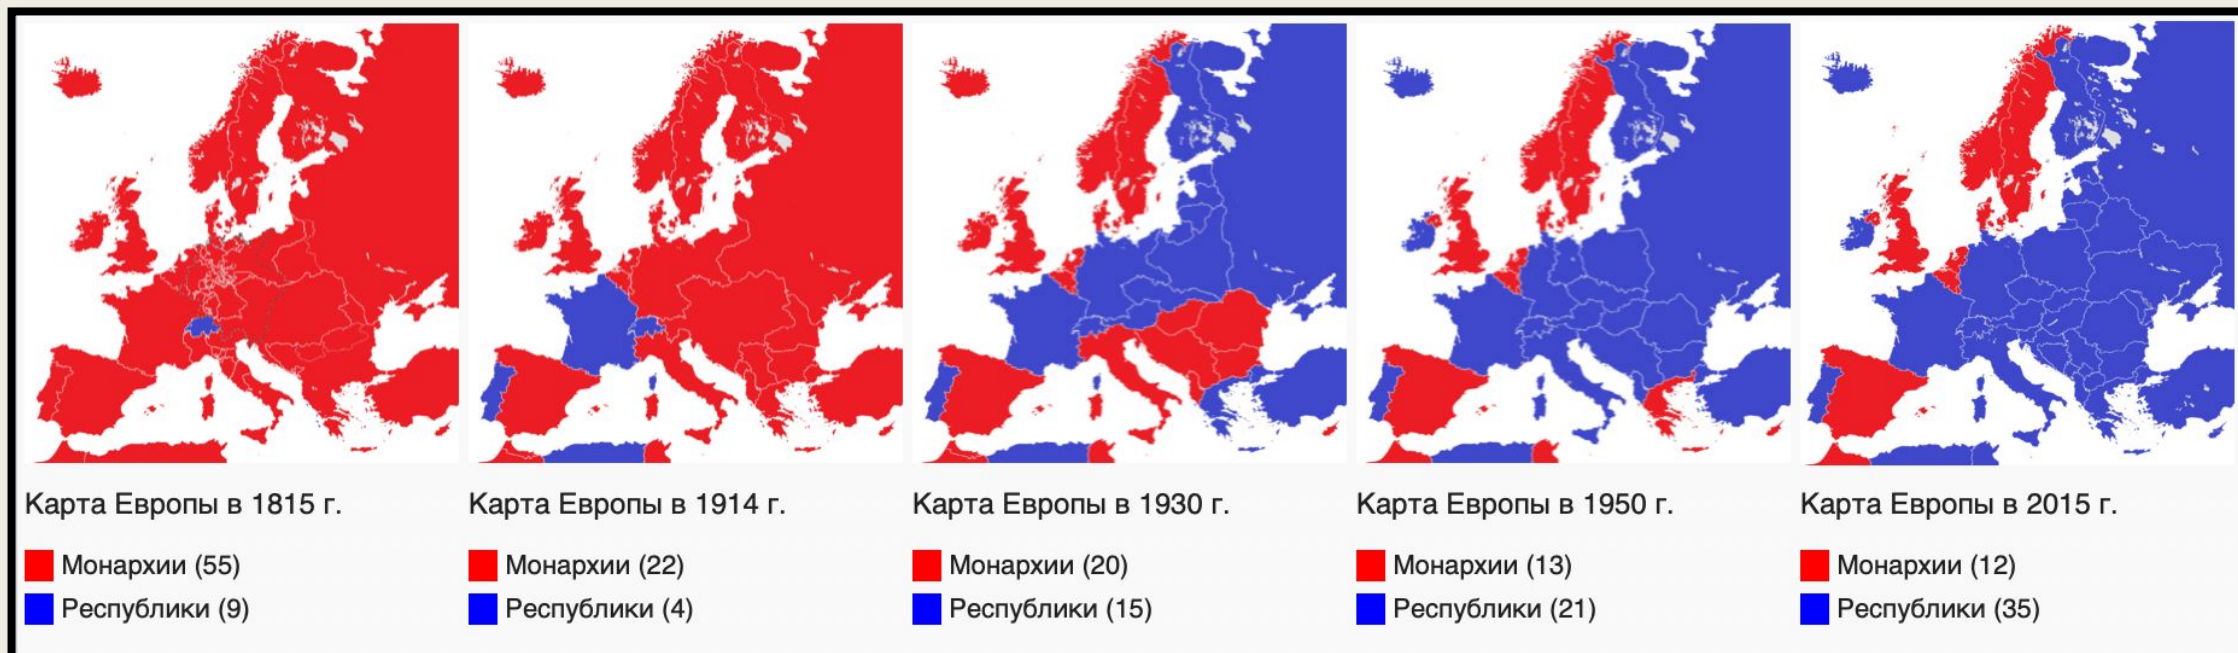 Карта Европы в 1815 г.
Монархии (55)
Республики (9)
Карта Европы в 1914 г.
Монархии (22)
Республики (4)
Карта Европы в 1930 г.
Монархии (20)
Республики (15)
Карта Европы в 1950 г.
Монархии (13)
Республики (21)
Карта Европы в 2015 г.
Монархии (12)
Республики (35)